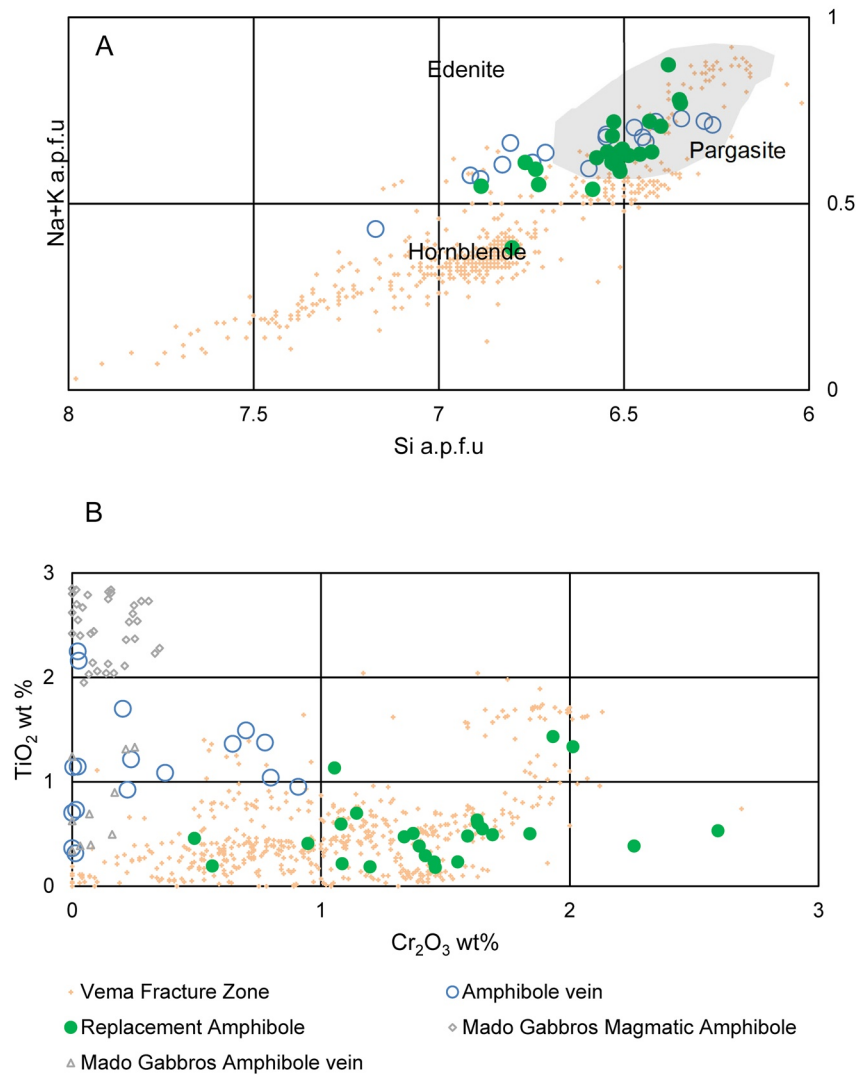 A
1
Edenite
Pargasite
Na+K a.p.f.u
0.5
Hornblende
0
8 7.5 7 6.5 6
Si a.p.f.u
B
3
2
TiO₂ wt %
1
0
0 1 2 3
Cr₂O₃ wt%
Vema Fracture Zone Amphibole vein
Replacement Amphibole Mado Gabbros Magmatic Amphibole
Mado Gabbros Amphibole vein